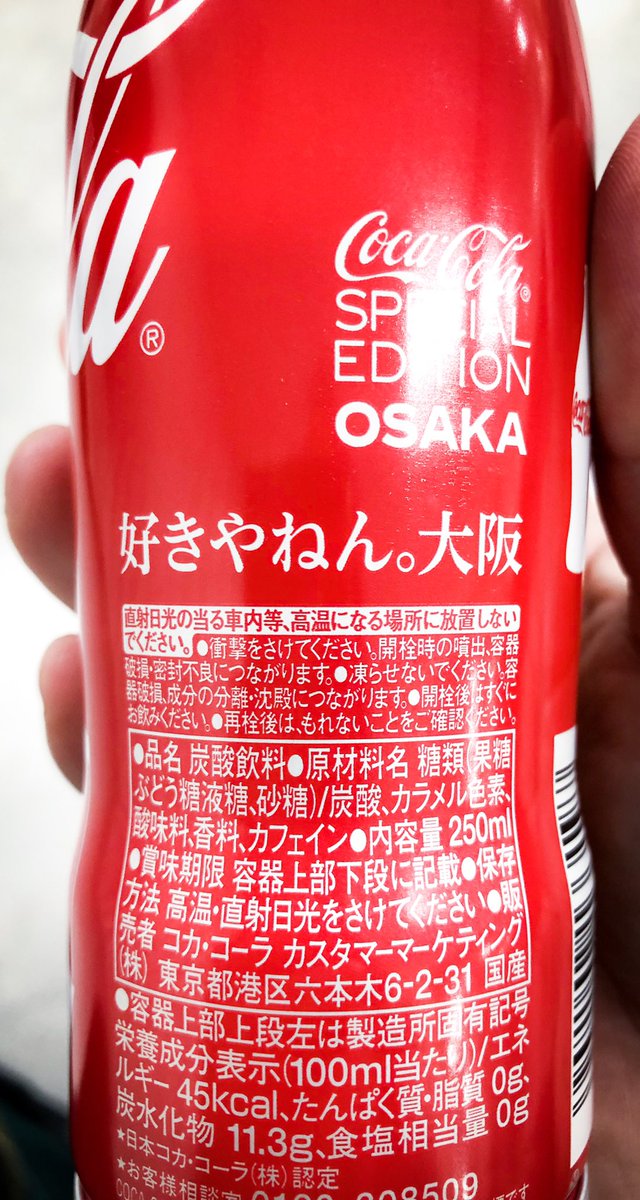 la®
Coca-Cola®
SPECIAL
EDITION
OSAKA
好きやねん。大阪
直射日光の当る車内等、高温になる場所に放置しない
でください。●衝撃をさけてください。開栓時の噴出、容器
破損・密封不良につながります。●凍らせないでください。容
器破損、成分の分離・沈殿につながります。●開栓後はすぐに
お飲みください。●再栓後は、もれないことをご確認ください。
●品名 炭酸飲料●原材料名 糖類(果糖
ぶどう糖液糖、砂糖)/炭酸、カラメル色素、
酸味料、香料、カフェイン●内容量 250ml
●賞味期限 容器上部下段に記載●保存
方法 高温・直射日光をさけてください●販
売者 コカ・コーラ カスタマーマーケティング
(株) 東京都港区六本木6-2-31 国産
●容器上部上段左は製造所固有記号
栄養成分表示(100ml当たり)/エネ
ルギー 45kcal、たんぱく質・脂質 0g、
炭水化物 11.3g、食塩相当量 0g
★日本コカ・コーラ(株)認定
★お客様相談室